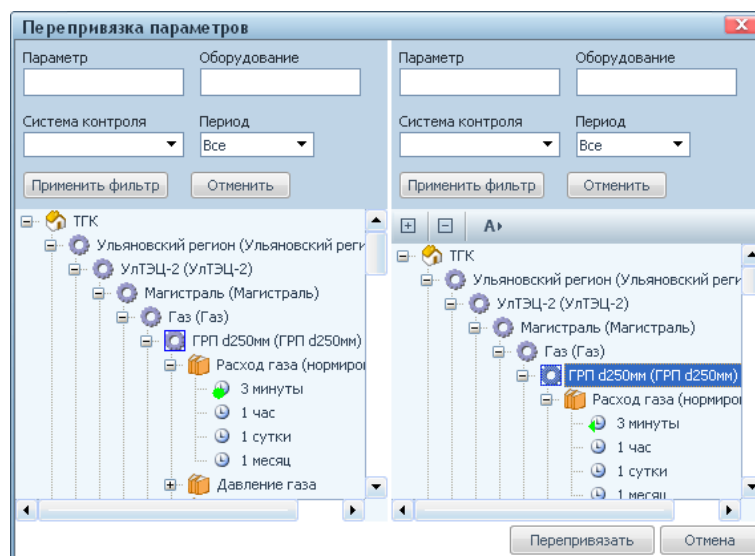 Перепривязка параметров
Параметр
Оборудование
Система контроля
Период
Все
Применить фильтр
Отменить
ТГК
Ульяновский регион (Ульяновский реги
УлТЭЦ-2 (УлТЭЦ-2)
Магистраль (Магистраль)
Газ (Газ)
ГРП d250мм (ГРП d250мм)
Расход газа (нормиро
3 минуты
1 час
1 сутки
1 месяц
Давление газа
Параметр
Оборудование
Система контроля
Период
Все
Применить фильтр
Отменить
А
ТГК
Ульяновский регион (Ульяновский реги
УлТЭЦ-2 (УлТЭЦ-2)
Магистраль (Магистраль)
Газ (Газ)
ГРП d250мм (ГРП d250мм)
Расход газа (нормиро
3 минуты
1 час
1 сутки
1 месяц
Перепривязать
Отмена